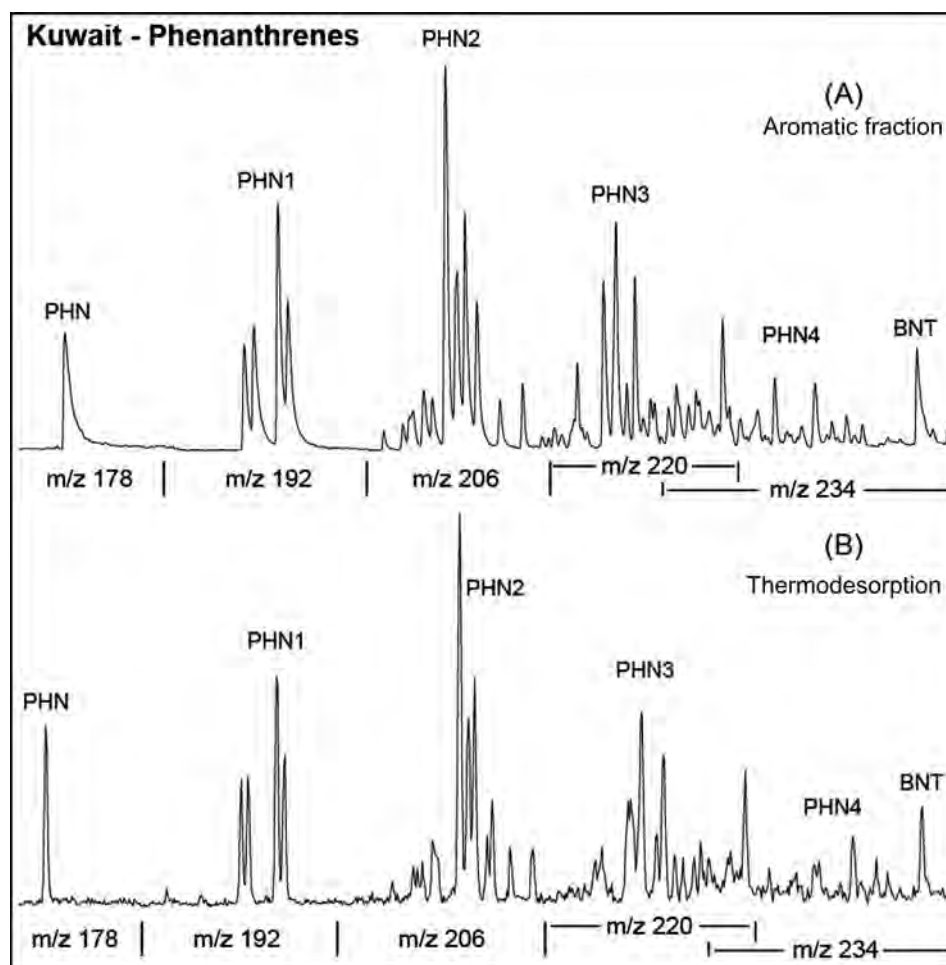 Kuwait - Phenanthrenes
PHN2
(A)
Aromatic fraction
PHN1
PHN3
PHN
PHN4
BNT
m/z 178
m/z 192
m/z 206
m/z 220
m/z 234
(B)
Thermodesorption
PHN2
PHN1
PHN3
PHN
PHN4
BNT
m/z 178
m/z 192
m/z 206
m/z 220
m/z 234